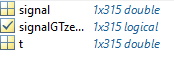 signal 1x315 double
signalGTze... 1x315 logical
t 1x315 double